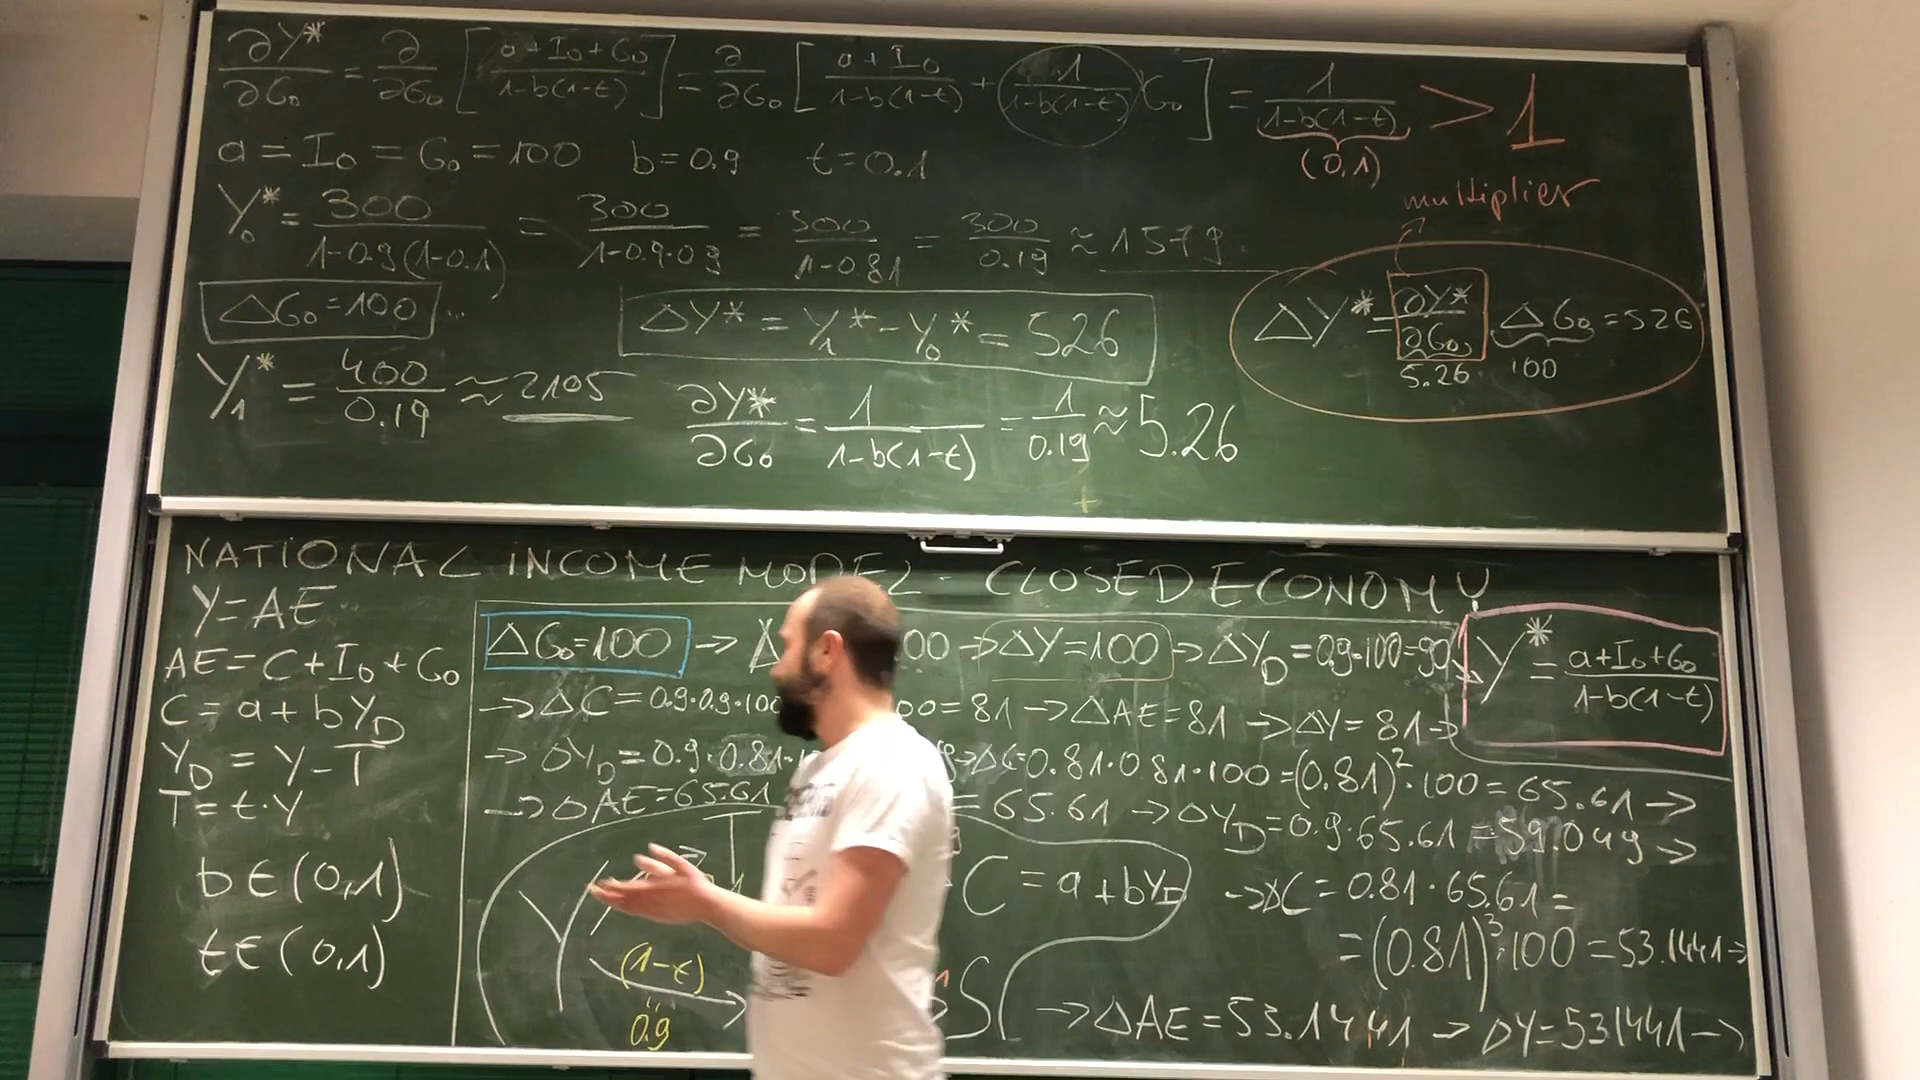 ∂Y*/∂G₀ = ∂/∂G₀ [(a+I₀+G₀)/(1-b(1-t))] = ∂/∂G₀ [(a+I₀)/(1-b(1-t)) + 1/(1-b(1-t)) G₀] = 1/(1-b(1-t)) > 1
(0,1)
a = I₀ = G₀ = 100 b=0.9 t=0.1
multiplier
Y₀* = 300/(1-0.9(1-0.1)) = 300/(1-0.9·0.9) = 300/(1-0.81) = 300/0.19 ≈ 1579.
ΔG₀=100 ...
ΔY* = Y₁* - Y₀* = 526
ΔY* = ∂Y*/∂G₀ · ΔG₀ = 526
5.26 100
Y₁* = 400/0.19 ≈ 2105
∂Y*/∂G₀ = 1/(1-b(1-t)) = 1/0.19 ≈ 5.26
+
NATIONAL INCOME MODEL - CLOSED ECONOMY
Y=AE
AE=C+I₀+G₀
C=a+bY_D
Y_D=Y-T
T=t·Y
b∈(0,1)
t∈(0,1)
ΔG₀=100 → Δ 00 → ΔY=100 → ΔY_D=0.9·100=90 →
Y* = (a+I₀+G₀)/(1-b(1-t))
→ ΔC=0.9·0.9·100 00=81 → ΔAE=81 → ΔY=81 →
→ ΔY_D=0.9·0.81·1 → ΔC=0.81·0.81·100=(0.81)²·100=65.61 →
→ ΔAE=65.61 =65.61 → ΔY_D=0.9·65.61=59.049 →
Y T C=a+bY_D
→ ΔC=0.81·65.61=
(1-t)
0.9
S
=(0.81)³·100=53.1441 →
→ ΔAE=53.1441 → ΔY=53.1441 →